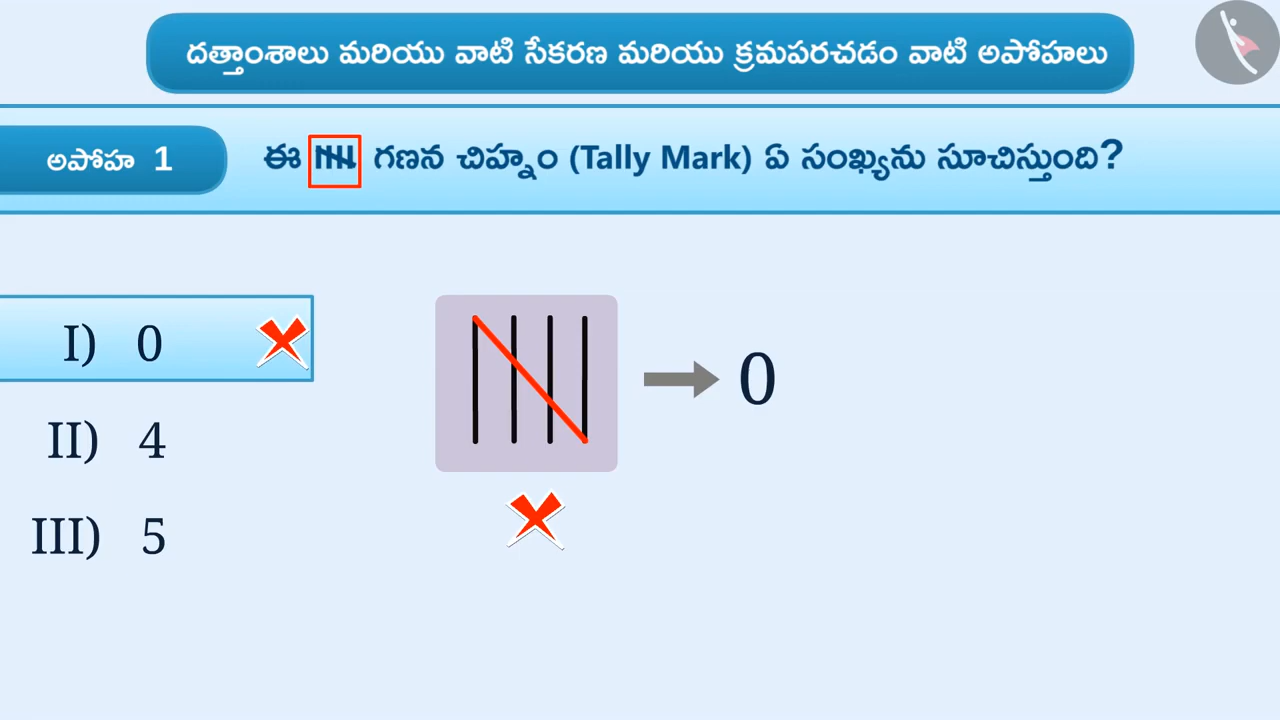 దత్తాంశాలు మరియు వాటి సేకరణ మరియు క్రమపరచడం వాటి అపోహలు
అపోహ 1
ఈ గణన చిహ్నం (Tally Mark) ఏ సంఖ్యను సూచిస్తుంది?
I) 0
II) 4
III) 5
0